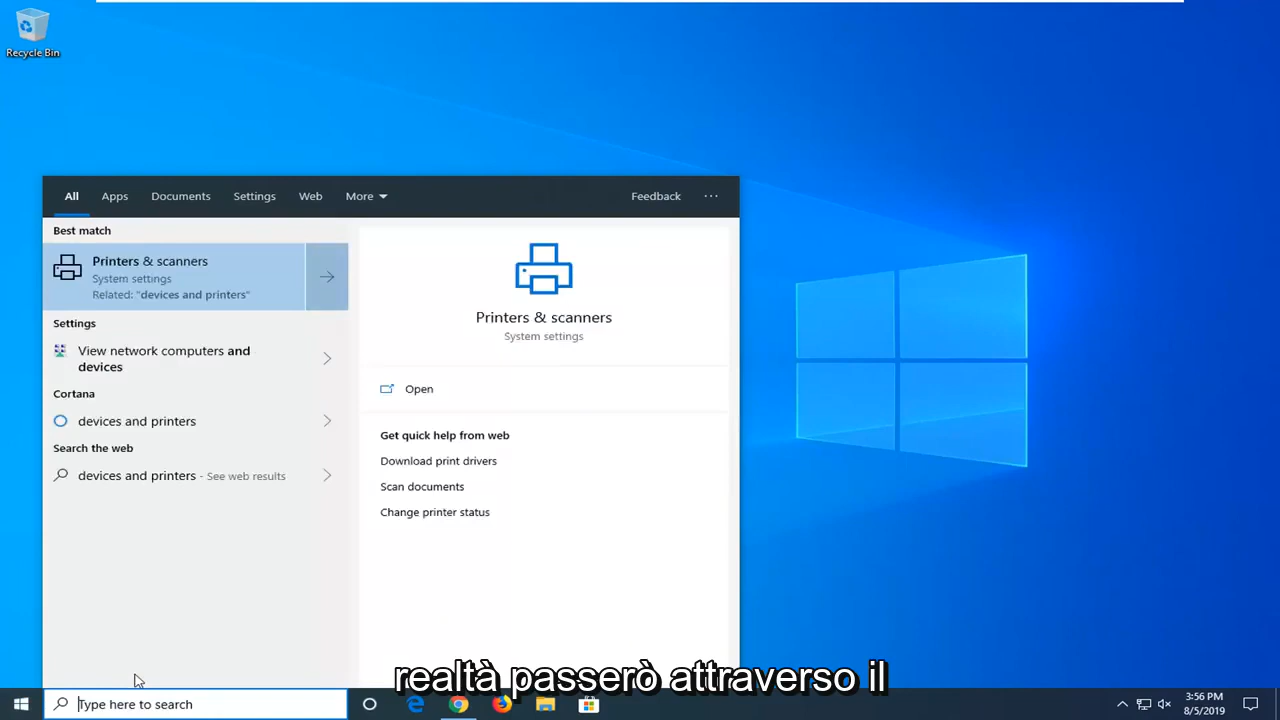 Recycle Bin
All Apps Documents Settings Web More Feedback ...
Best match
Printers & scanners
System settings
Related: "devices and printers"
Settings
View network computers and
devices
Cortana
devices and printers
Search the web
devices and printers - See web results
Printers & scanners
System settings
Open
Get quick help from web
Download print drivers
Scan documents
Change printer status
realtà passerò attraverso il
Type here to search
3:56 PM
8/5/2019